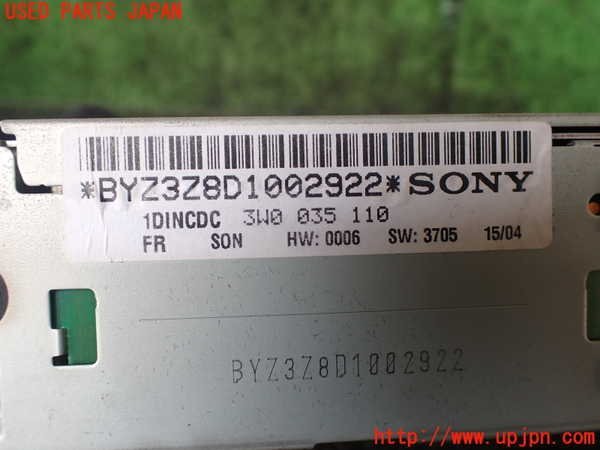 USED PARTS JAPAN
*BYZ3Z8D1002922* SONY
1DINCDC 3W0 035 110
FR SON HW: 0006 SW: 3705 15/04
BYZ3Z8D1002922
http://www.upjpn.com/